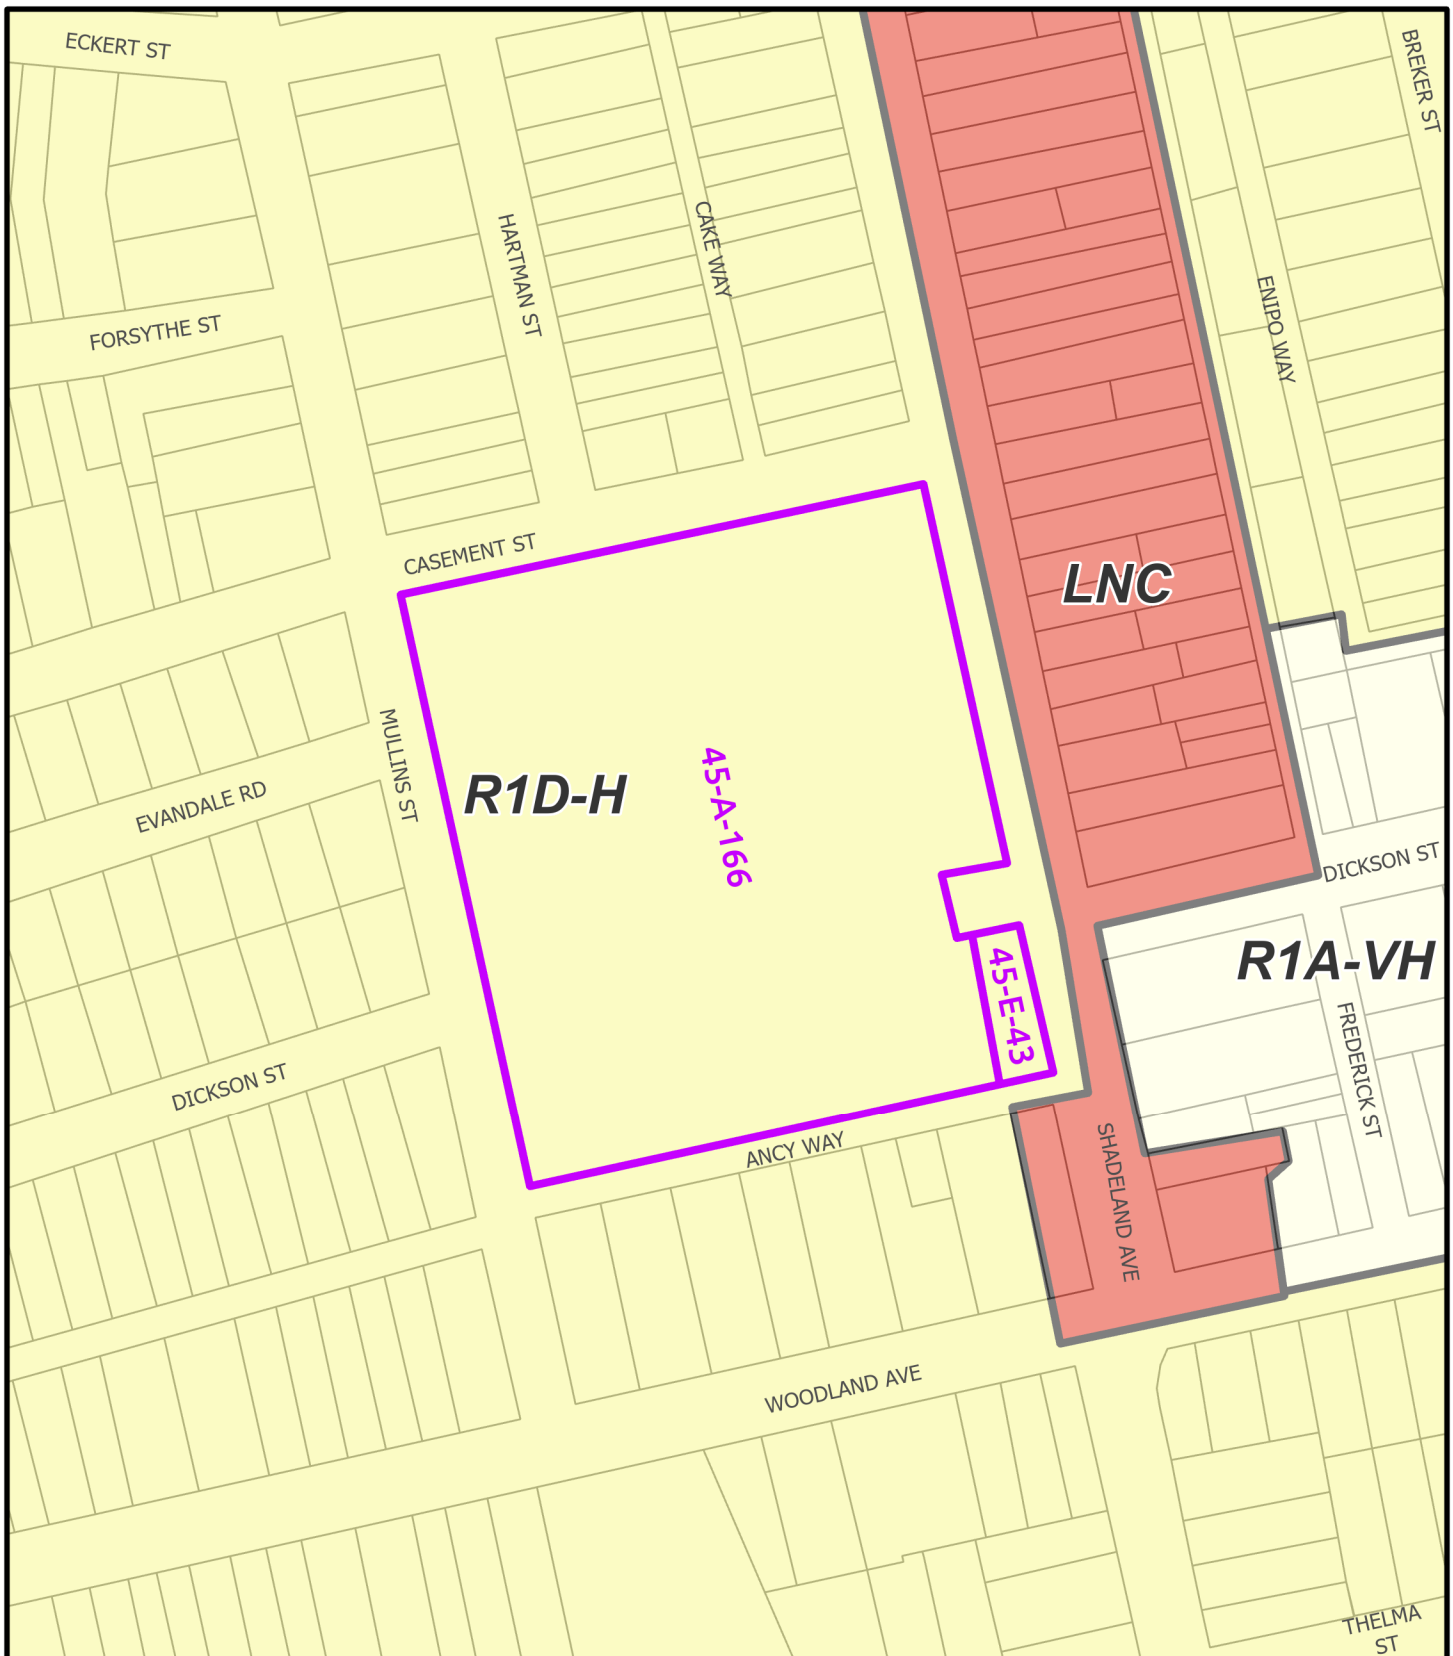 ECKERT ST
BREKER ST
HARTMAN ST
CAKE WAY
FORSYTHE ST
ENIPO WAY
CASEMENT ST
LNC
MULLINS ST
R1D-H
45-A-166
EVANDALE RD
DICKSON ST
R1A-VH
45-E-43
FREDERICK ST
DICKSON ST
ANCY WAY
SHADELAND AVE
WOODLAND AVE
THELMA
ST